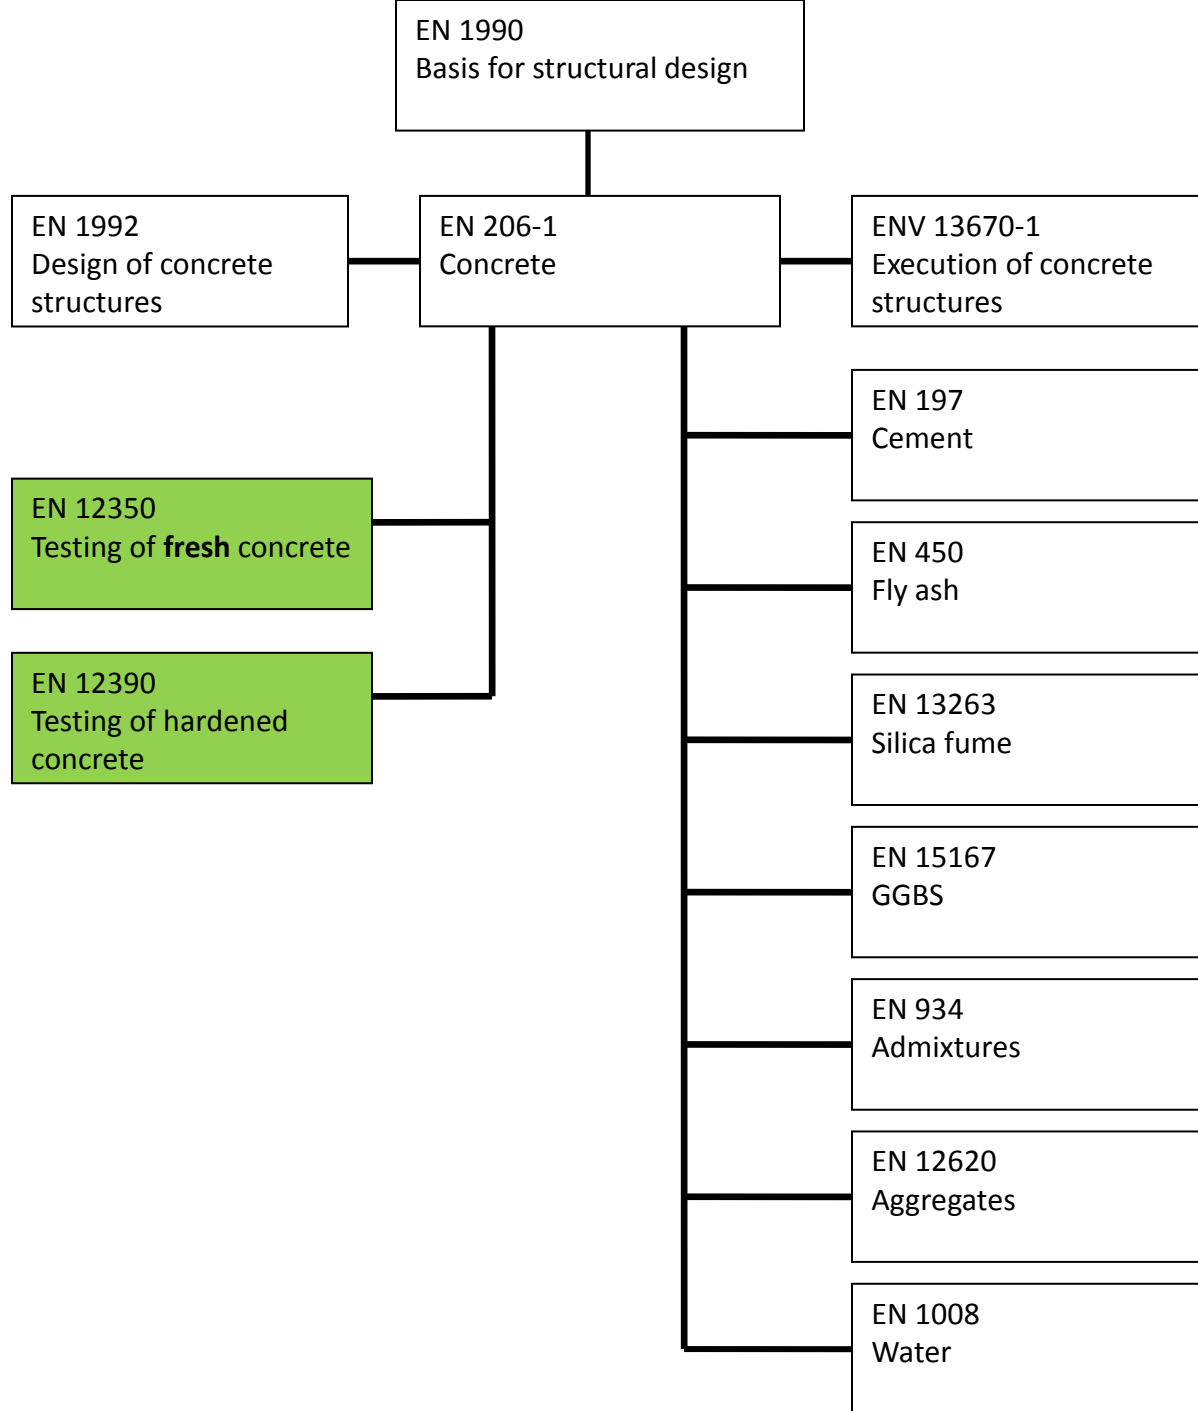 EN 1990
Basis for structural design
EN 1992
Design of concrete
structures
EN 206-1
Concrete
ENV 13670-1
Execution of concrete
structures
EN 12350
Testing of fresh concrete
EN 12390
Testing of hardened
concrete
EN 197
Cement
EN 450
Fly ash
EN 13263
Silica fume
EN 15167
GGBS
EN 934
Admixtures
EN 12620
Aggregates
EN 1008
Water